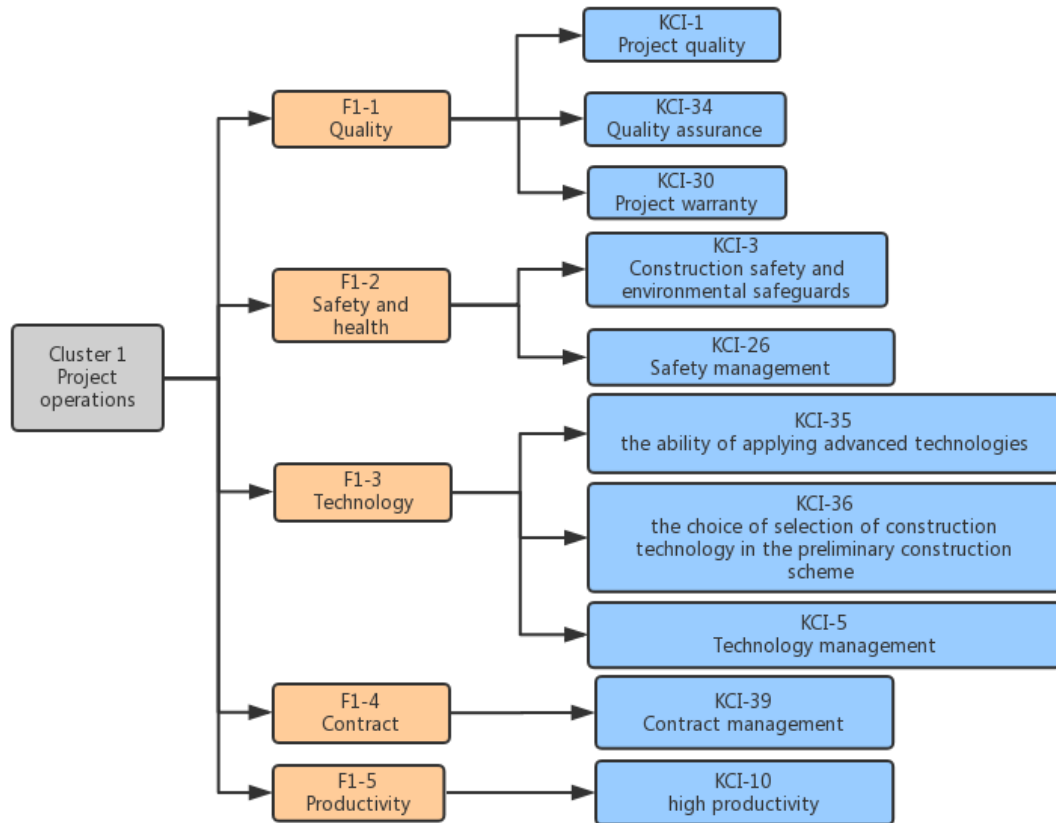 Cluster 1
Project
operations
F1-1
Quality
KCI-1
Project quality
KCI-34
Quality assurance
KCI-30
Project warranty
F1-2
Safety and
health
KCI-3
Construction safety and
environmental safeguards
KCI-26
Safety management
F1-3
Technology
KCI-35
the ability of applying advanced technologies
KCI-36
the choice of selection of construction
technology in the preliminary construction
scheme
KCI-5
Technology management
F1-4
Contract
KCI-39
Contract management
F1-5
Productivity
KCI-10
high productivity